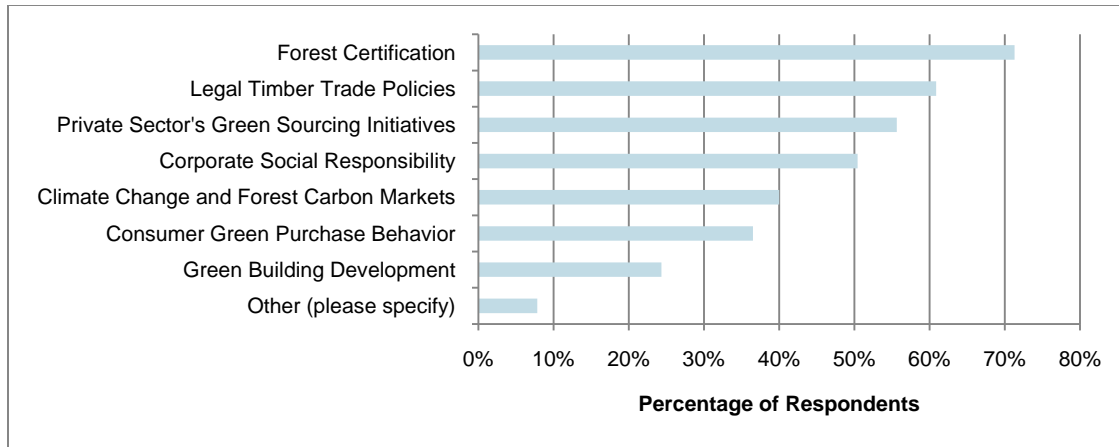 Forest Certification
Legal Timber Trade Policies
Private Sector's Green Sourcing Initiatives
Corporate Social Responsibility
Climate Change and Forest Carbon Markets
Consumer Green Purchase Behavior
Green Building Development
Other (please specify)
0% 10% 20% 30% 40% 50% 60% 70% 80%
Percentage of Respondents